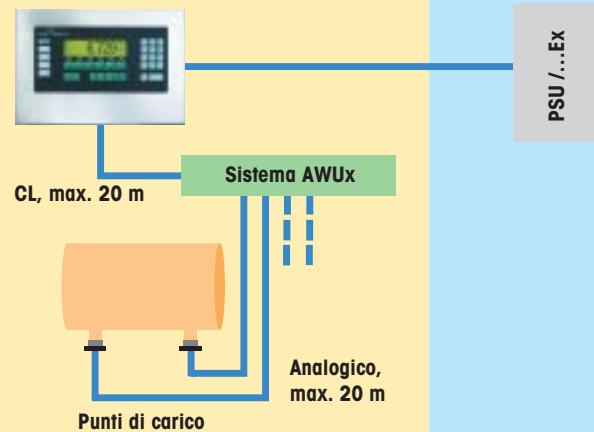 PSU /...Ex
Sistema AWUx
CL, max. 20 m
Analogico,
max. 20 m
Punti di carico